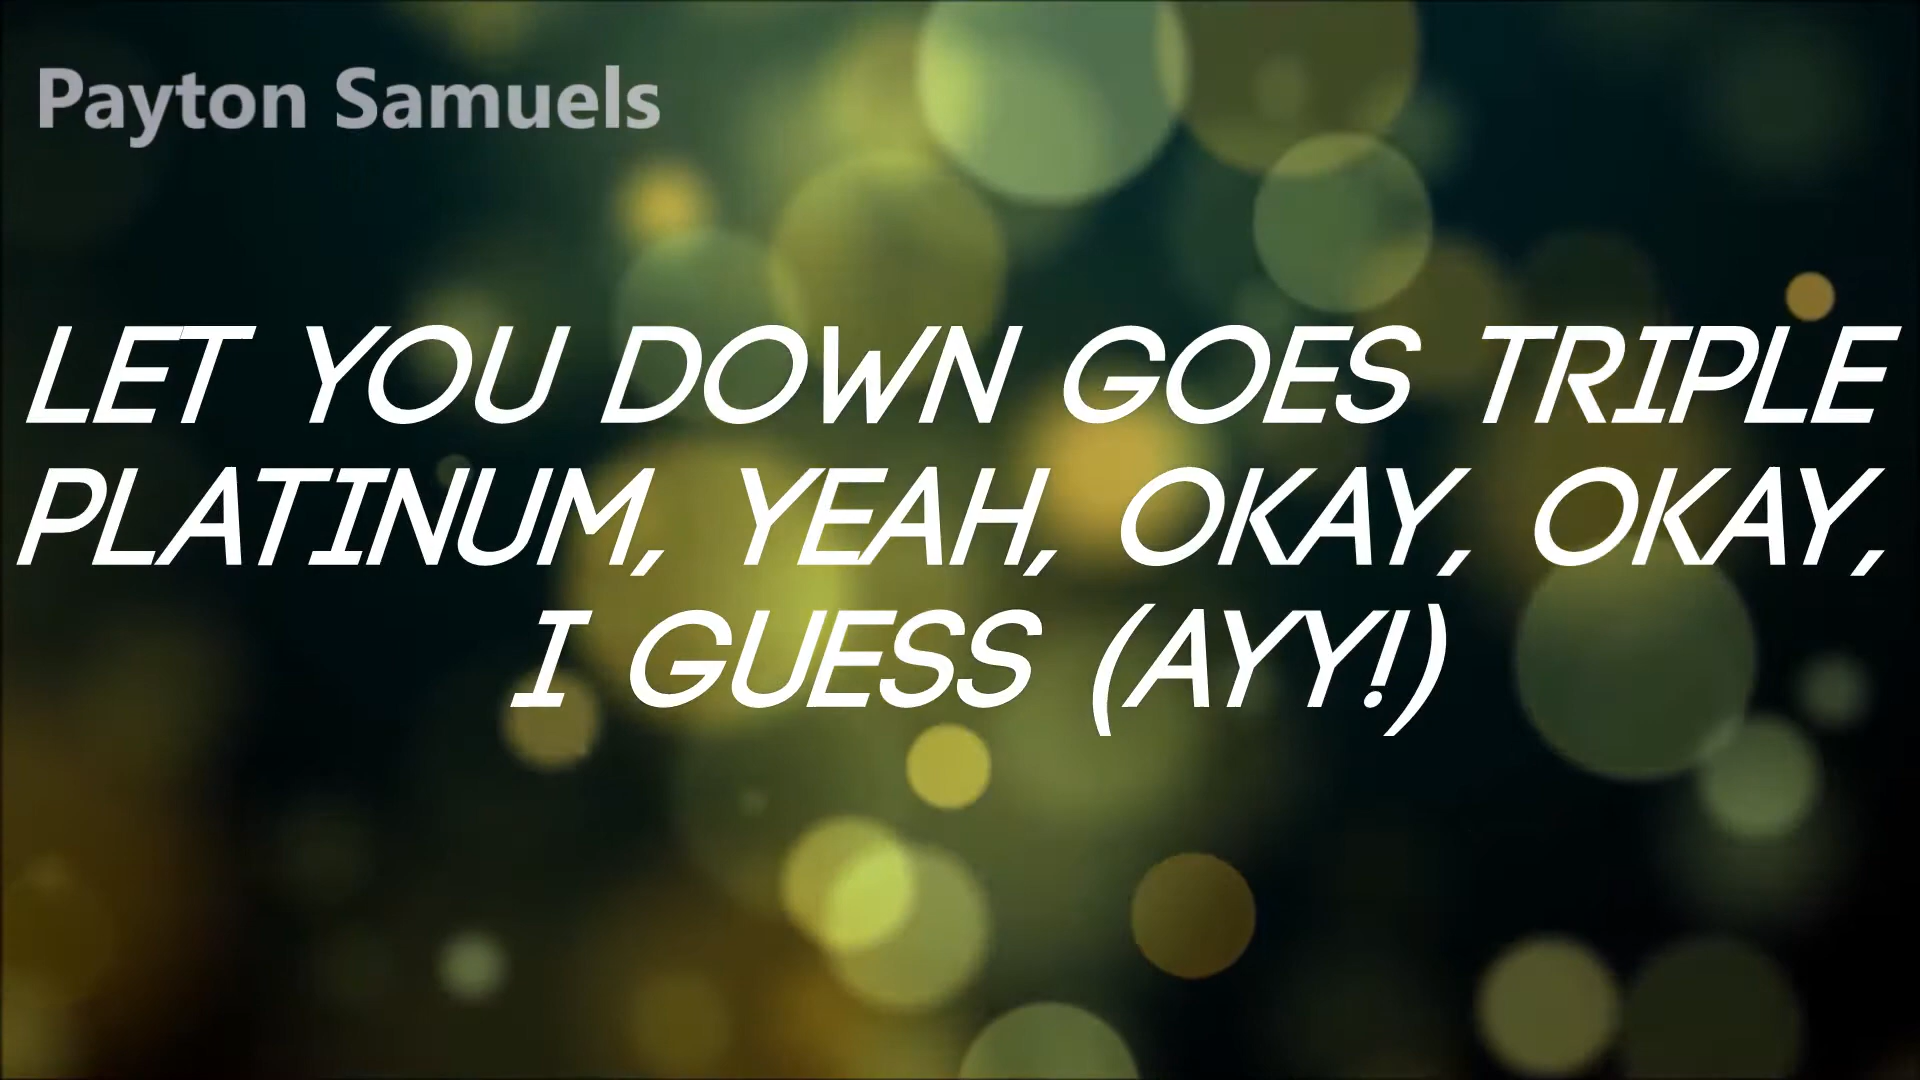 Payton Samuels
LET YOU DOWN GOES TRIPLE
PLATINUM, YEAH, OKAY, OKAY,
I GUESS (AYY!)